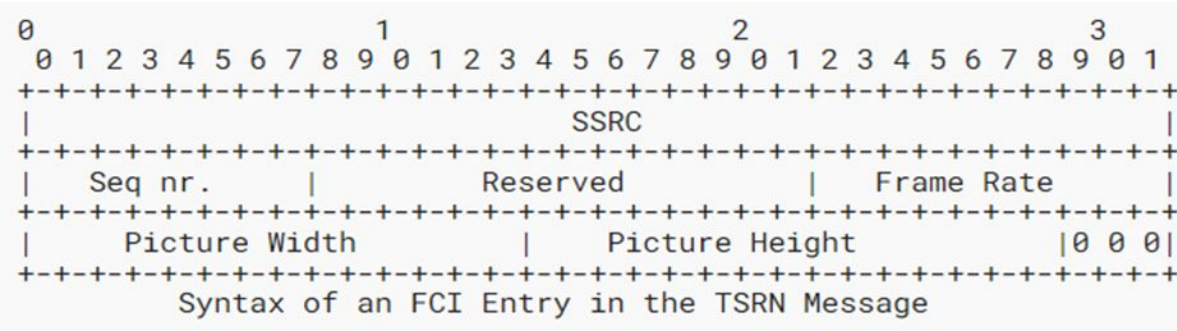 0                   1                   2                   3
 0 1 2 3 4 5 6 7 8 9 0 1 2 3 4 5 6 7 8 9 0 1 2 3 4 5 6 7 8 9 0 1
+-+-+-+-+-+-+-+-+-+-+-+-+-+-+-+-+-+-+-+-+-+-+-+-+-+-+-+-+-+-+-+-+
|                              SSRC                             |
+-+-+-+-+-+-+-+-+-+-+-+-+-+-+-+-+-+-+-+-+-+-+-+-+-+-+-+-+-+-+-+-+
|   Seq nr.     |         Reserved          |   Frame Rate      |
+-+-+-+-+-+-+-+-+-+-+-+-+-+-+-+-+-+-+-+-+-+-+-+-+-+-+-+-+-+-+-+-+
|     Picture Width         |    Picture Height           |0 0 0|
+-+-+-+-+-+-+-+-+-+-+-+-+-+-+-+-+-+-+-+-+-+-+-+-+-+-+-+-+-+-+-+-+
Syntax of an FCI Entry in the TSRN Message